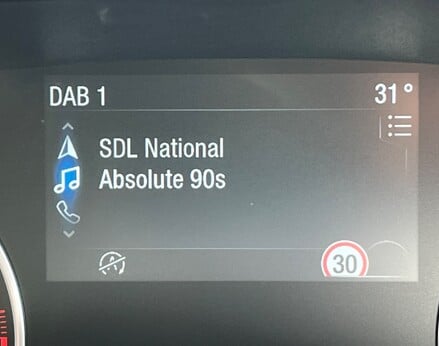 DAB 1
31°
SDL National
Absolute 90s
30